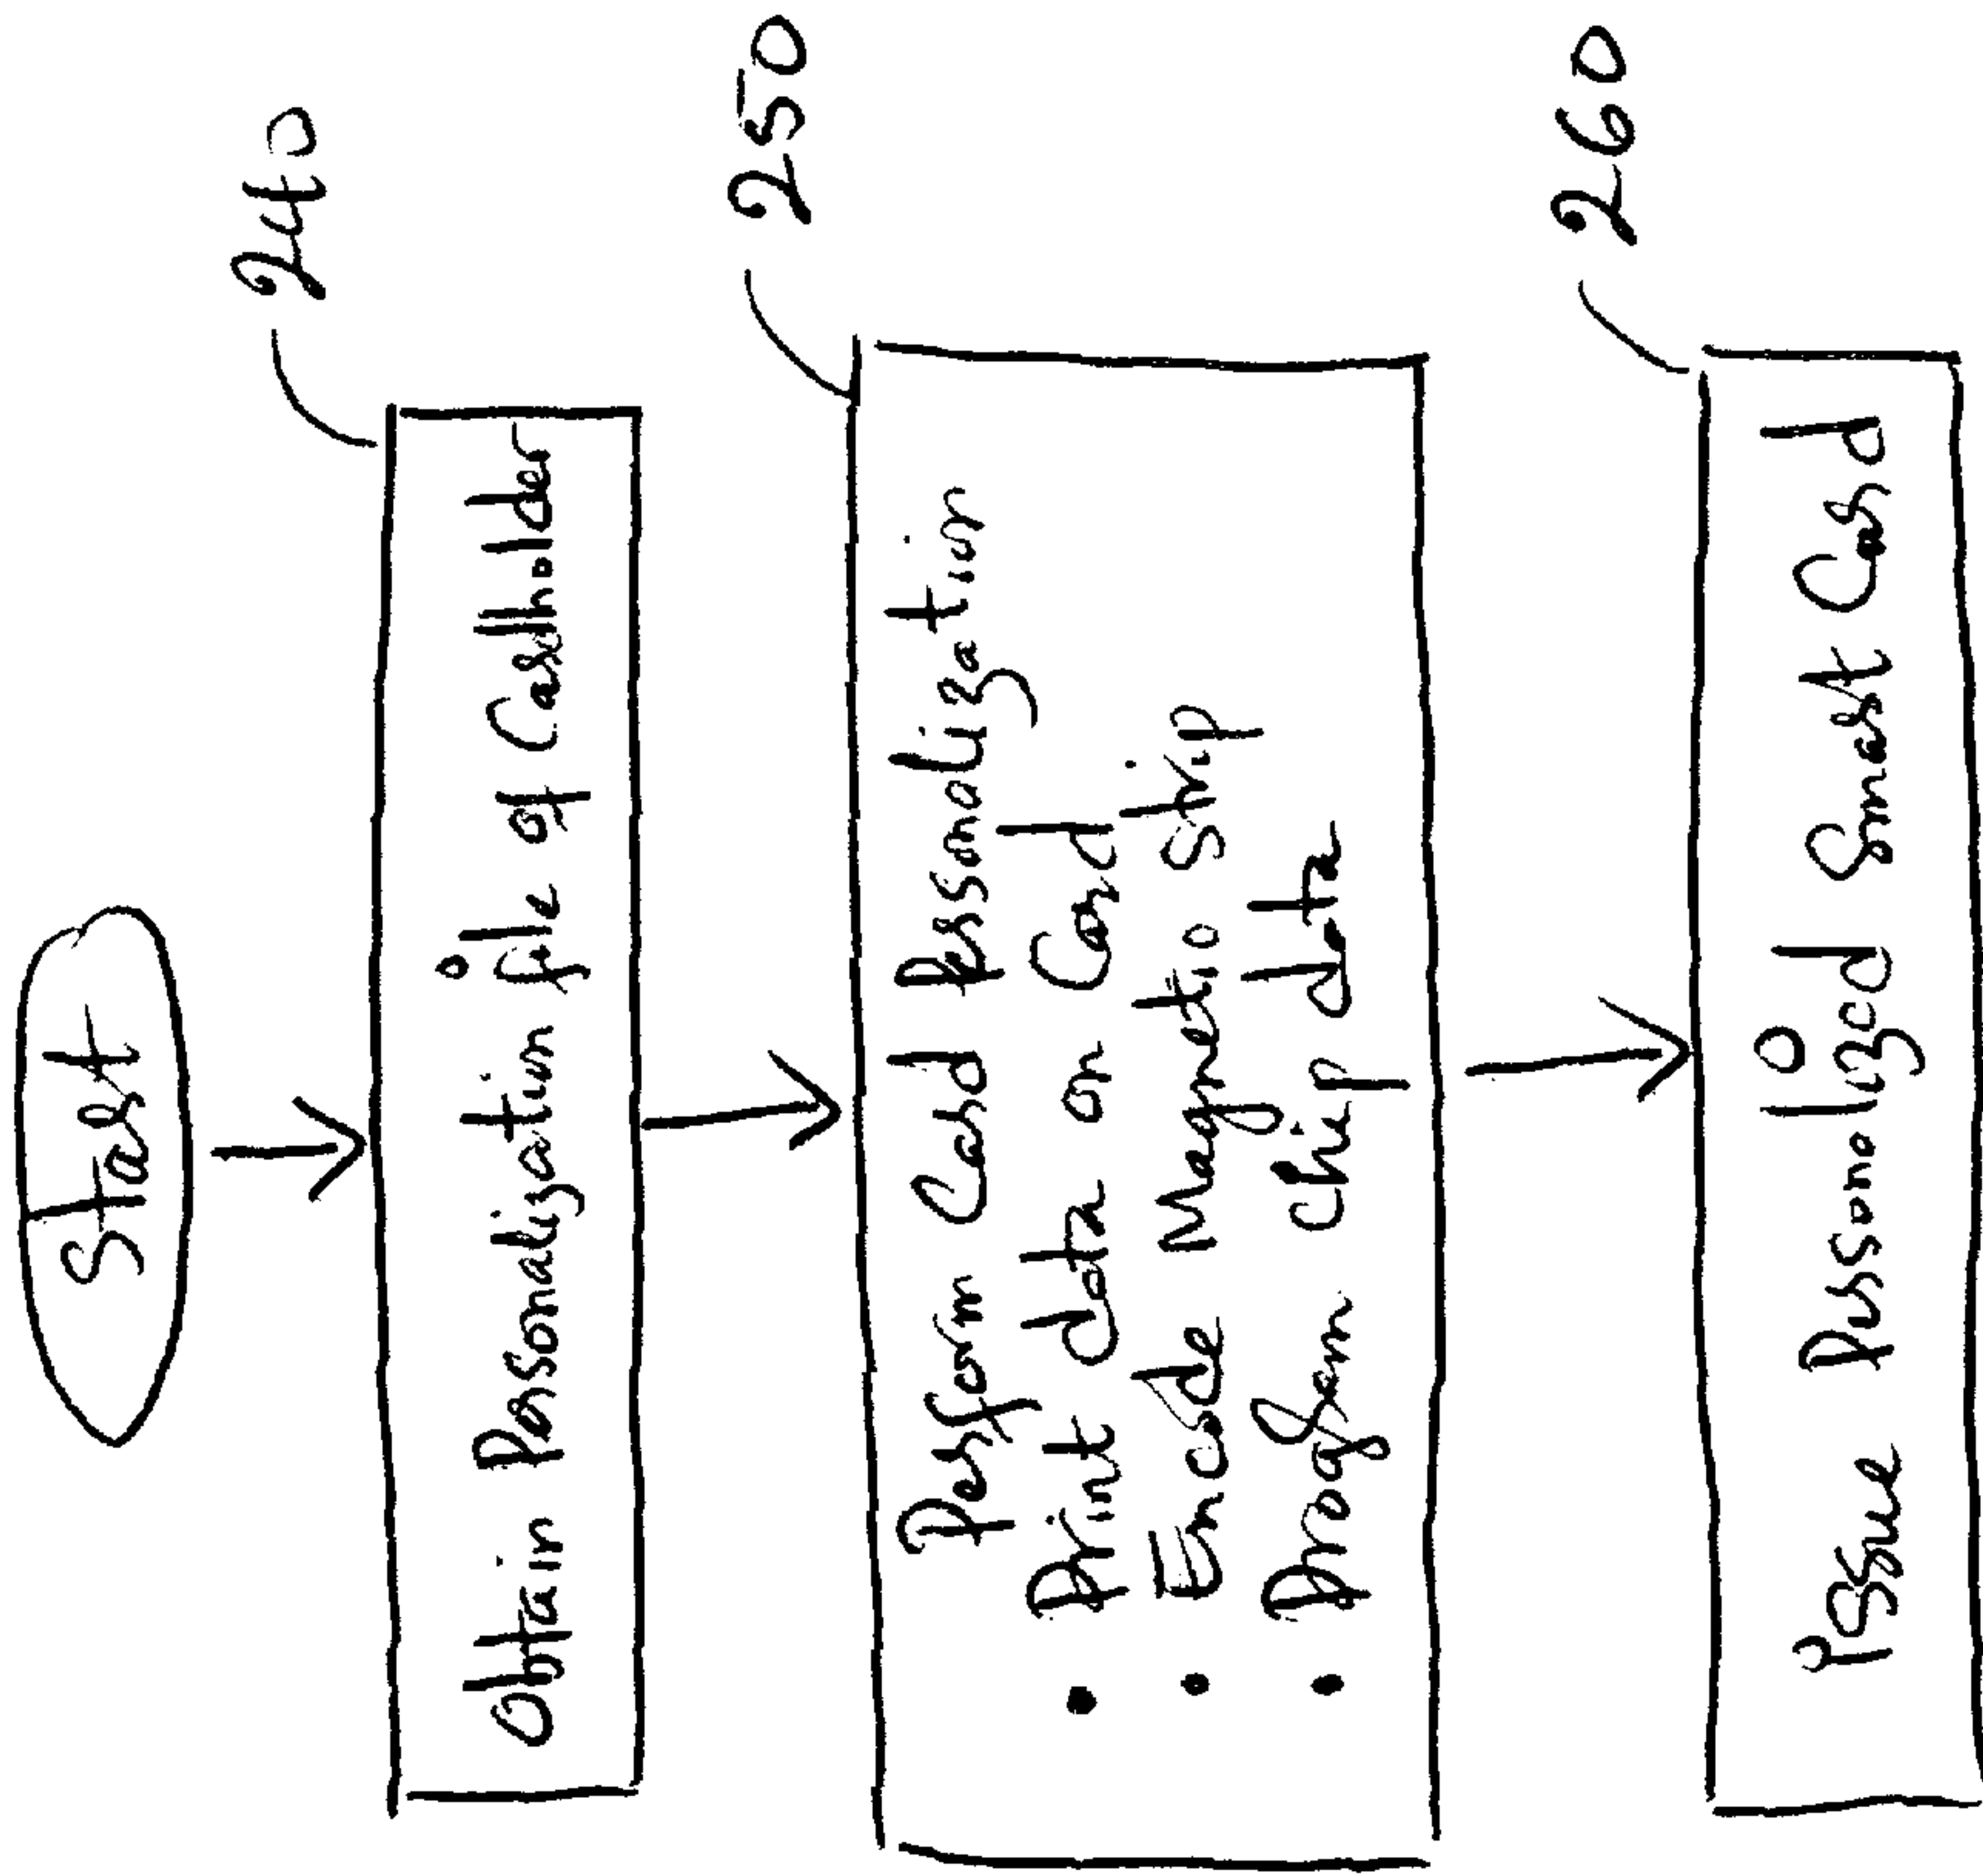 Start
240
Obtain Personalization file of Cardholder
250
Perform Card Personalization
• Print data on Card
• Encode Magnetic Strip
• Program chip data
260
issue Personalized Smart Card